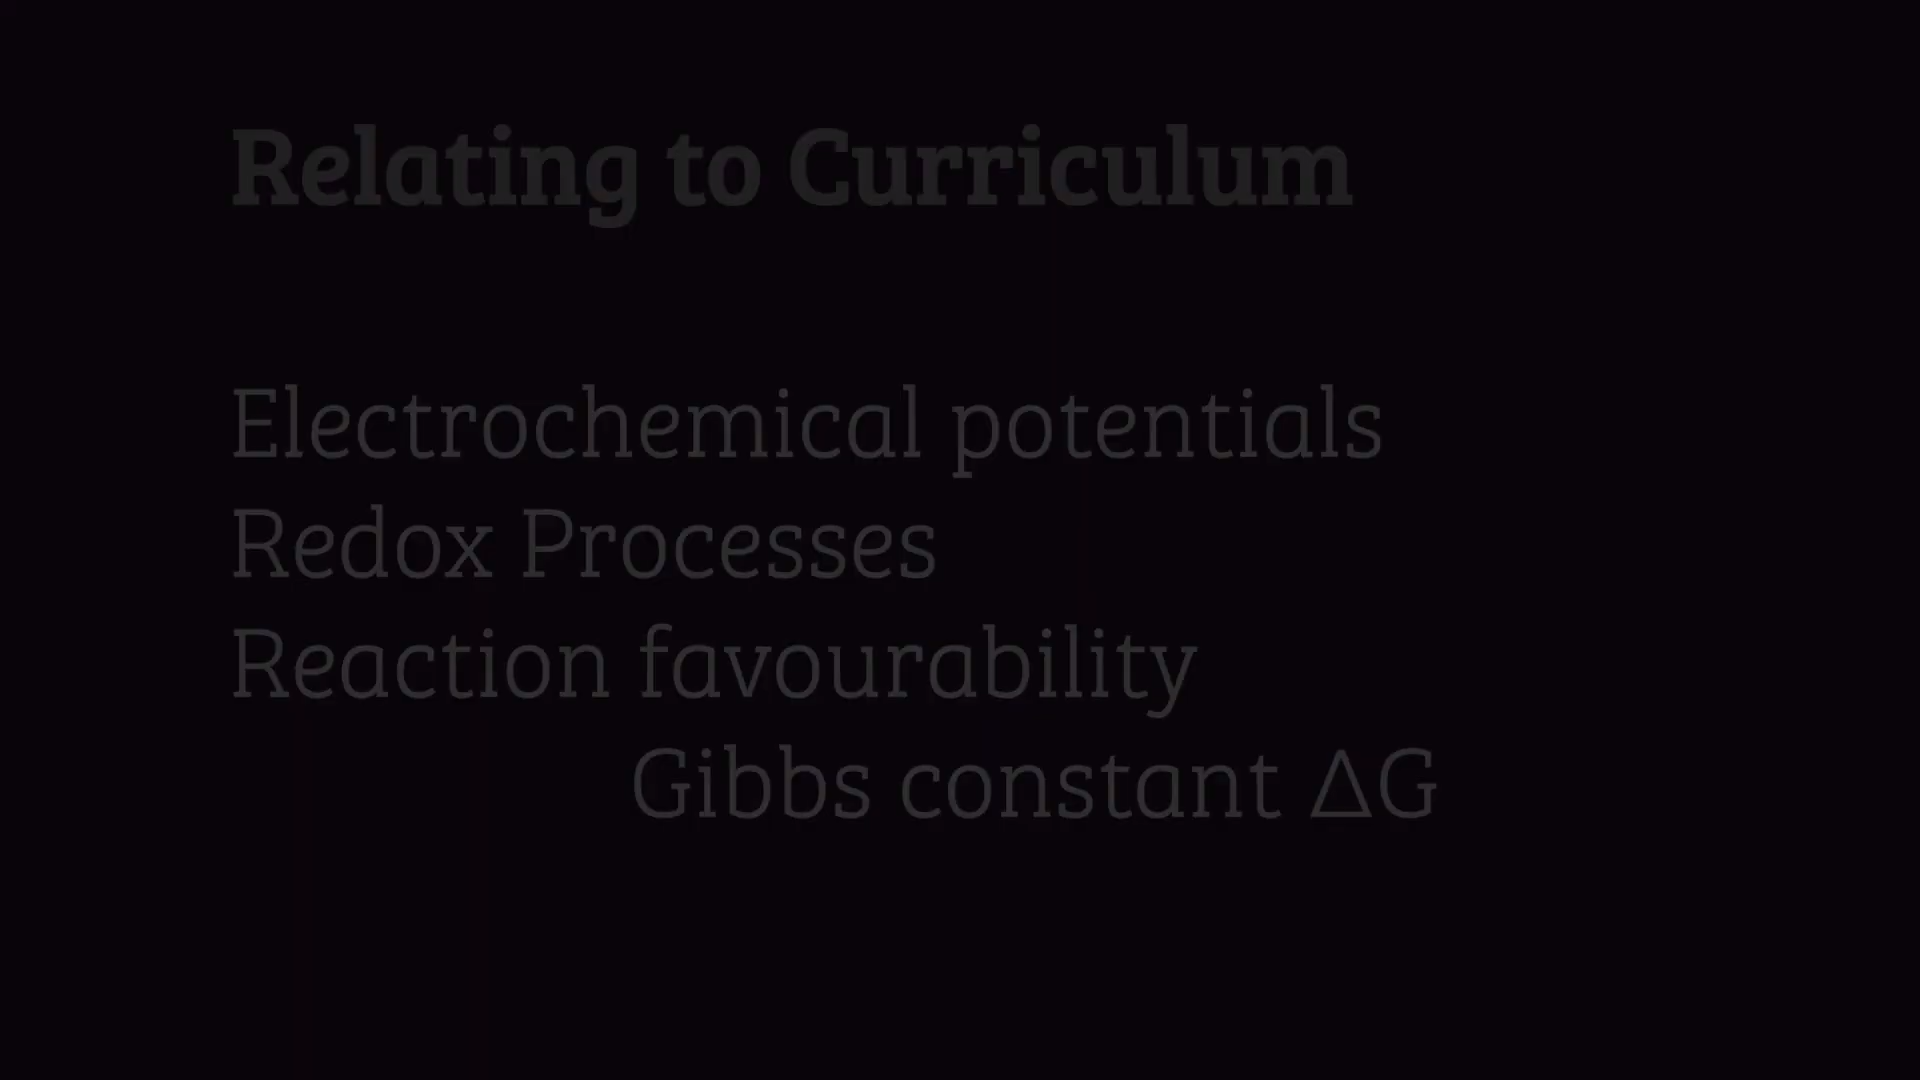 Relating to Curriculum
Electrochemical potentials
Redox Processes
Reaction favourability
Gibbs constant ΔG